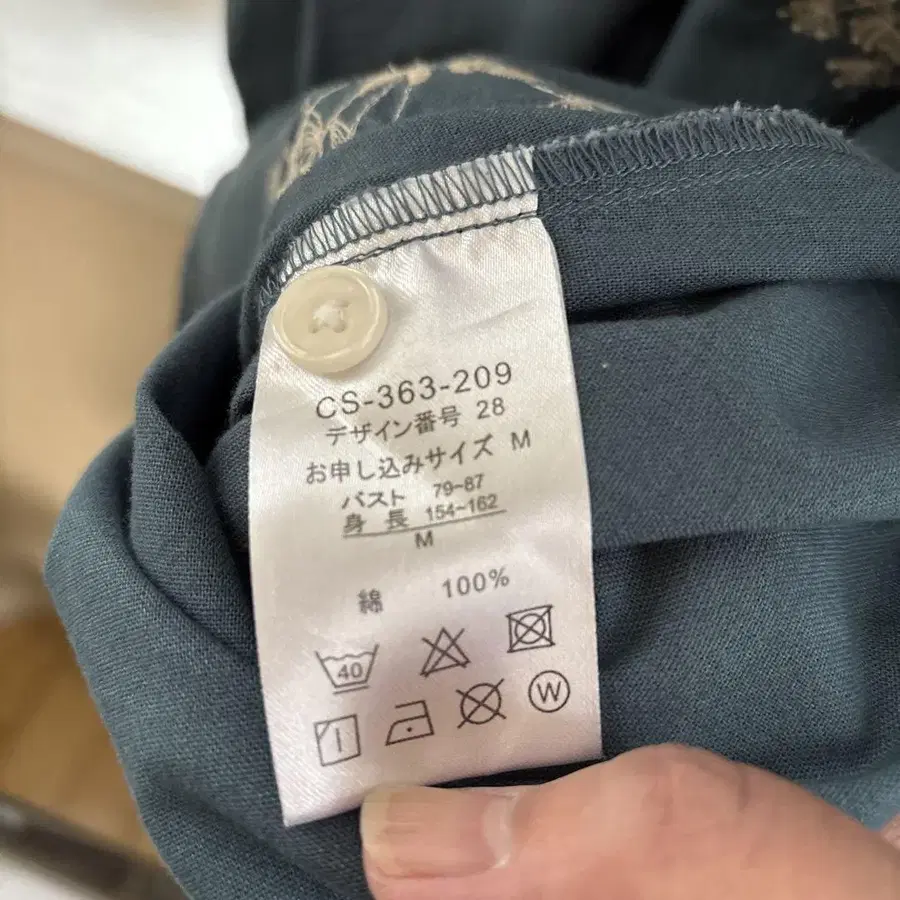 CS-363-209
デザイン番号 28
お申し込みサイズ M
バスト 79-87
身長 154-162
M
綿 100%
40
W